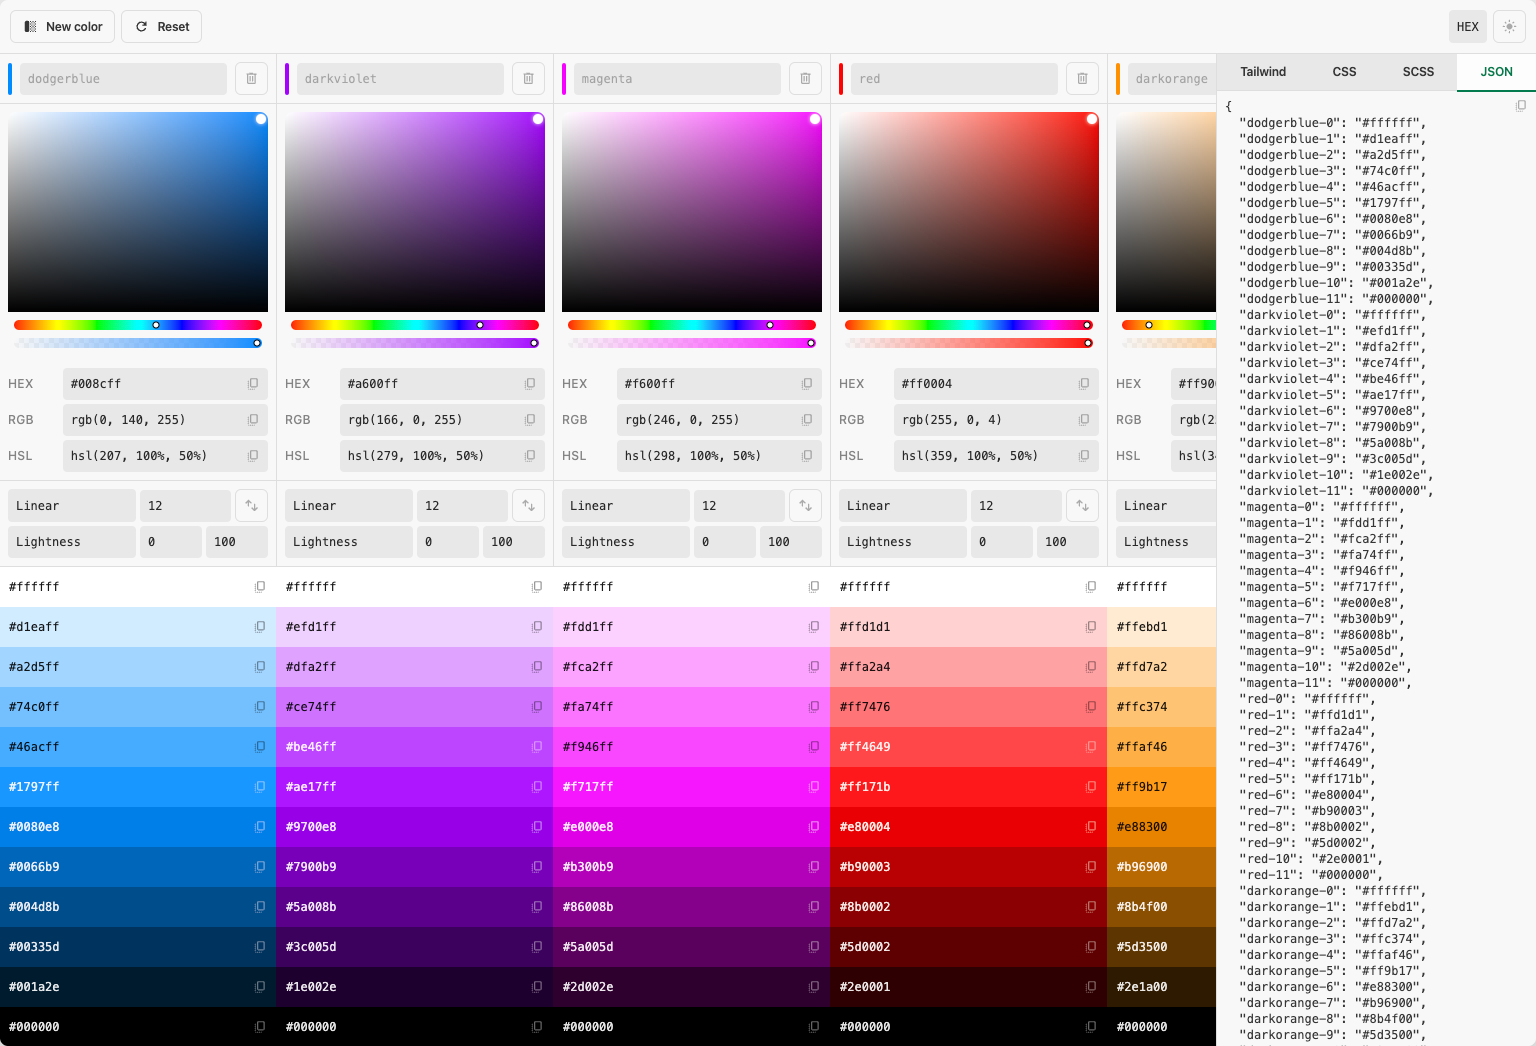 New color
Reset
HEX
dodgerblue
darkviolet
magenta
red
darkorange
Tailwind
CSS
SCSS
JSON
HEX
#008cff
RGB
rgb(0, 140, 255)
HSL
hsl(207, 100%, 50%)
Linear
12
Lightness
0
100
#ffffff
#d1eaff
#a2d5ff
#74c0ff
#46acff
#1797ff
#0080e8
#0066b9
#004d8b
#00335d
#001a2e
#000000
HEX
#a600ff
RGB
rgb(166, 0, 255)
HSL
hsl(279, 100%, 50%)
Linear
12
Lightness
0
100
#ffffff
#efd1ff
#dfa2ff
#ce74ff
#be46ff
#ae17ff
#9700e8
#7900b9
#5a008b
#3c005d
#1e002e
#000000
HEX
#f600ff
RGB
rgb(246, 0, 255)
HSL
hsl(298, 100%, 50%)
Linear
12
Lightness
0
100
#ffffff
#fdd1ff
#fca2ff
#fa74ff
#f946ff
#f717ff
#e000e8
#b300b9
#86008b
#5a005d
#2d002e
#000000
HEX
#ff0004
RGB
rgb(255, 0, 4)
HSL
hsl(359, 100%, 50%)
Linear
12
Lightness
0
100
#ffffff
#ffd1d1
#ffa2a4
#ff7476
#ff4649
#ff171b
#e80004
#b90003
#8b0002
#5d0002
#2e0001
#000000
HEX
#ff90
RGB
rgb(2
HSL
hsl(3
Linear
Lightness
#ffffff
#ffebd1
#ffd7a2
#ffc374
#ffaf46
#ff9b17
#e88300
#b96900
#8b4f00
#5d3500
#2e1a00
#000000
{
"dodgerblue-0": "#ffffff",
"dodgerblue-1": "#d1eaff",
"dodgerblue-2": "#a2d5ff",
"dodgerblue-3": "#74c0ff",
"dodgerblue-4": "#46acff",
"dodgerblue-5": "#1797ff",
"dodgerblue-6": "#0080e8",
"dodgerblue-7": "#0066b9",
"dodgerblue-8": "#004d8b",
"dodgerblue-9": "#00335d",
"dodgerblue-10": "#001a2e",
"dodgerblue-11": "#000000",
"darkviolet-0": "#ffffff",
"darkviolet-1": "#efd1ff",
"darkviolet-2": "#dfa2ff",
"darkviolet-3": "#ce74ff",
"darkviolet-4": "#be46ff",
"darkviolet-5": "#ae17ff",
"darkviolet-6": "#9700e8",
"darkviolet-7": "#7900b9",
"darkviolet-8": "#5a008b",
"darkviolet-9": "#3c005d",
"darkviolet-10": "#1e002e",
"darkviolet-11": "#000000",
"magenta-0": "#ffffff",
"magenta-1": "#fdd1ff",
"magenta-2": "#fca2ff",
"magenta-3": "#fa74ff",
"magenta-4": "#f946ff",
"magenta-5": "#f717ff",
"magenta-6": "#e000e8",
"magenta-7": "#b300b9",
"magenta-8": "#86008b",
"magenta-9": "#5a005d",
"magenta-10": "#2d002e",
"magenta-11": "#000000",
"red-0": "#ffffff",
"red-1": "#ffd1d1",
"red-2": "#ffa2a4",
"red-3": "#ff7476",
"red-4": "#ff4649",
"red-5": "#ff171b",
"red-6": "#e80004",
"red-7": "#b90003",
"red-8": "#8b0002",
"red-9": "#5d0002",
"red-10": "#2e0001",
"red-11": "#000000",
"darkorange-0": "#ffffff",
"darkorange-1": "#ffebd1",
"darkorange-2": "#ffd7a2",
"darkorange-3": "#ffc374",
"darkorange-4": "#ffaf46",
"darkorange-5": "#ff9b17",
"darkorange-6": "#e88300",
"darkorange-7": "#b96900",
"darkorange-8": "#8b4f00",
"darkorange-9": "#5d3500",